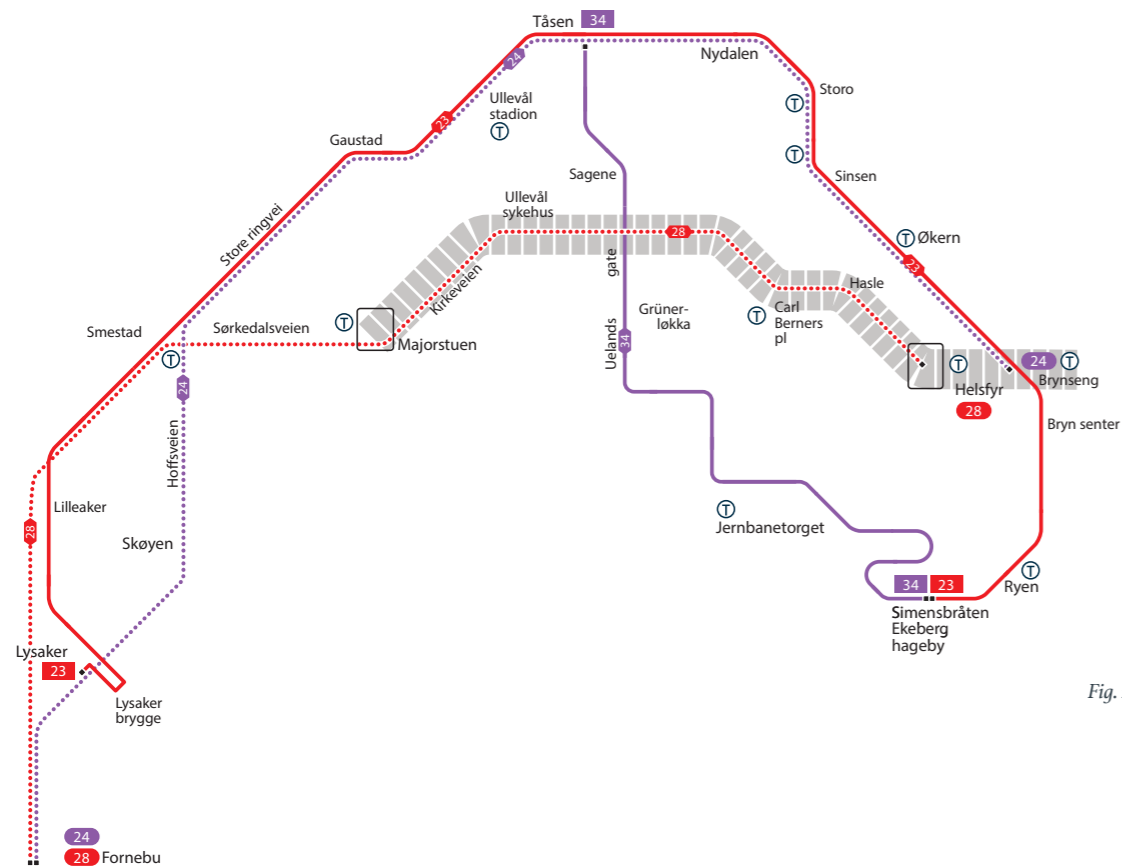 Tåsen 34
24
Nydalen
Storo
Ullevål
stadion
T
T
23
Gaustad
T
Sinsen
Sagene
Ullevål
sykehus
Store ringvei
28
T Økern
23
Kirkeveien
gate
Hasle
Grüner-
løkka
T
Carl
Berners
pl
Smestad
Sørkedalsveien
T
Majorstuen
T
Uelands
34
24
T
Helsfyr
28
24 T
Brynseng
Bryn senter
Hoffsveien
Lilleaker
28
Skøyen
T
Jernbanetorget
T
Ryen
34 23
Simensbråten
Ekeberg
hageby
Lysaker
23
Lysaker
brygge
Fig.
24
28 Fornebu